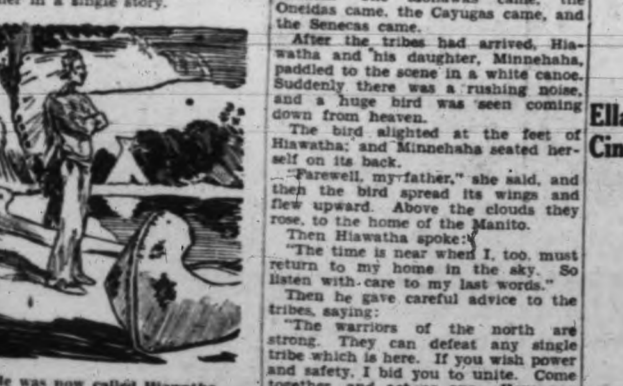 in a single story.
Oneidas came, the Cayugas came, and
the Senecas came.
After the tribes had arrived, Hia-
watha and his daughter, Minnehaha,
paddled to the scene in a white canoe.
Suddenly there was a rushing noise,
and a huge bird was seen coming
down from heaven.
The bird alighted at the feet of
Hiawatha; and Minnehaha seated her-
self on its back.
"Farewell, my father," she said, and
then the bird spread its wings and
flew upward. Above the clouds they
rose, to the home of the Manito.
Then Hiawatha spoke:
"The time is near when I, too, must
return to my home in the sky. So
listen with care to my last words."
Then he gave careful advice to the
tribes, saying:
"The warriors of the north are
strong. They can defeat any single
tribe which is here. If you wish power
and safety, I bid you to unite. Come
was now called Hiawatha
Ella
Cin